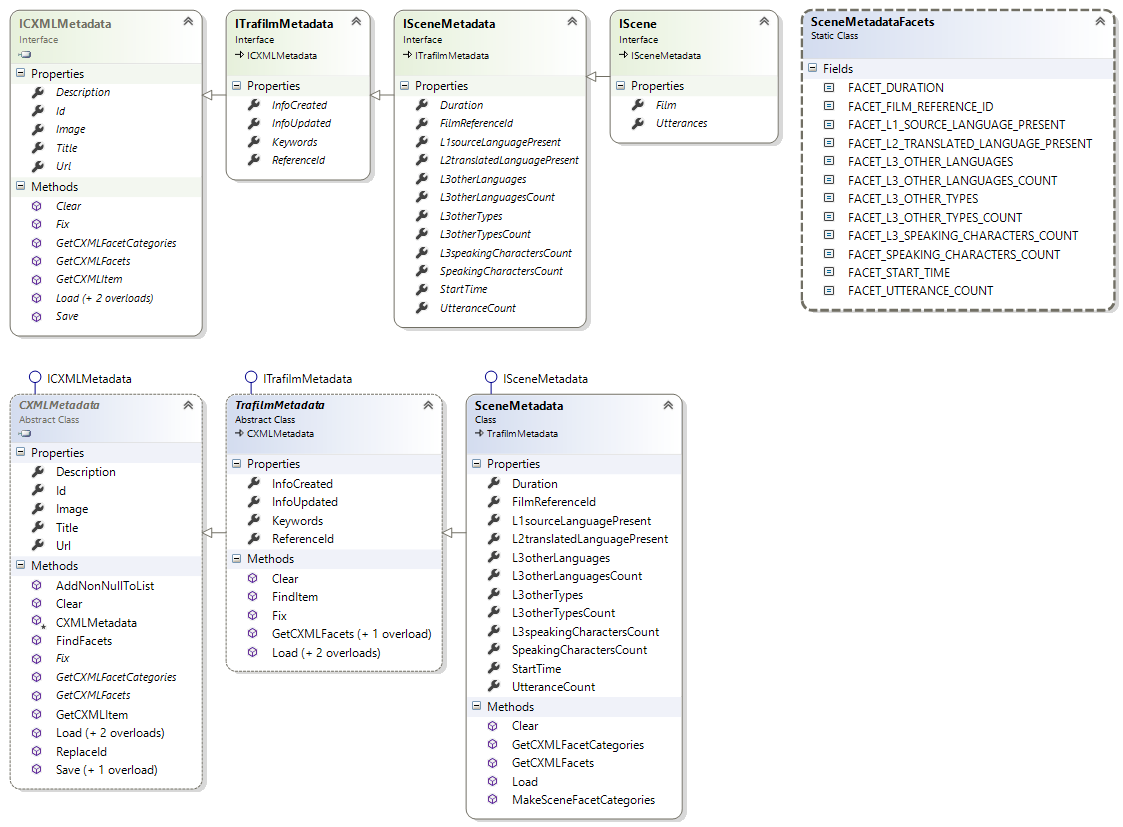 ICXMLMetadata
Interface
Properties
Description
Id
Image
Title
Url
Methods
Clear
Fix
GetCXMLFacetCategories
GetCXMLFacets
GetCXMLItem
Load (+ 2 overloads)
Save
ITrafilmMetadata
Interface
ICXMLMetadata
Properties
InfoCreated
InfoUpdated
Keywords
ReferenceId
ISceneMetadata
Interface
ITrafilmMetadata
Properties
Duration
FilmReferenceId
L1sourceLanguagePresent
L2translatedLanguagePresent
L3otherLanguages
L3otherLanguagesCount
L3otherTypes
L3otherTypesCount
L3speakingCharactersCount
SpeakingCharactersCount
StartTime
UtteranceCount
IScene
Interface
ISceneMetadata
Properties
Film
Utterances
SceneMetadataFacets
Static Class
Fields
FACET_DURATION
FACET_FILM_REFERENCE_ID
FACET_L1_SOURCE_LANGUAGE_PRESENT
FACET_L2_TRANSLATED_LANGUAGE_PRESENT
FACET_L3_OTHER_LANGUAGES
FACET_L3_OTHER_LANGUAGES_COUNT
FACET_L3_OTHER_TYPES
FACET_L3_OTHER_TYPES_COUNT
FACET_L3_SPEAKING_CHARACTERS_COUNT
FACET_SPEAKING_CHARACTERS_COUNT
FACET_START_TIME
FACET_UTTERANCE_COUNT
ICXMLMetadata
CXMLMetadata
Abstract Class
Properties
Description
Id
Image
Title
Url
Methods
AddNonNullToList
Clear
CXMLMetadata
FindFacets
Fix
GetCXMLFacetCategories
GetCXMLFacets
GetCXMLItem
Load (+ 2 overloads)
ReplaceId
Save (+ 1 overload)
ITrafilmMetadata
TrafilmMetadata
Abstract Class
CXMLMetadata
Properties
InfoCreated
InfoUpdated
Keywords
ReferenceId
Methods
Clear
FindItem
Fix
GetCXMLFacets (+ 1 overload)
Load (+ 2 overloads)
ISceneMetadata
SceneMetadata
Class
TrafilmMetadata
Properties
Duration
FilmReferenceId
L1sourceLanguagePresent
L2translatedLanguagePresent
L3otherLanguages
L3otherLanguagesCount
L3otherTypes
L3otherTypesCount
L3speakingCharactersCount
SpeakingCharactersCount
StartTime
UtteranceCount
Methods
Clear
GetCXMLFacetCategories
GetCXMLFacets
Load
MakeSceneFacetCategories